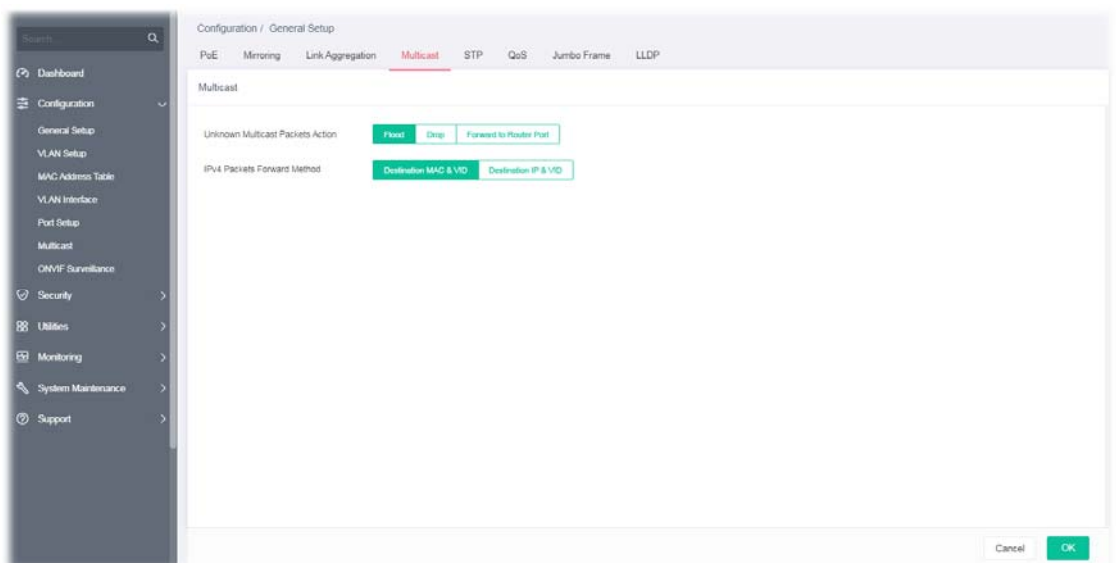 Search...
Dashboard
Configuration
General Setup
VLAN Setup
MAC Address Table
VLAN Interface
Port Setup
Multicast
ONVIF Surveillance
Security
Utilities
Monitoring
System Maintenance
Support
Configuration / General Setup
PoE Mirroring Link Aggregation Multicast STP QoS Jumbo Frame LLDP
Multicast
Unknown Multicast Packets Action Flood Drop Forward to Router Port
IPv4 Packets Forward Method Destination MAC & VID Destination IP & VID
Cancel OK